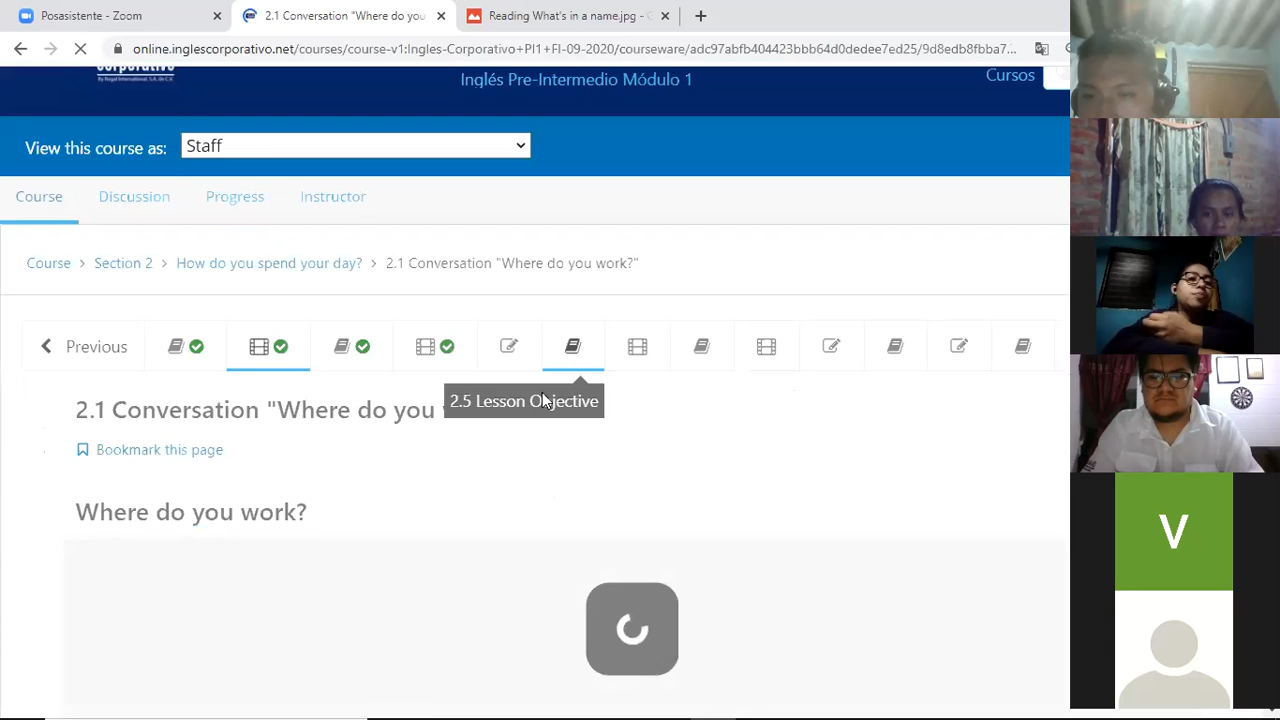 Posasistente - Zoom
2.1 Conversation "Where do you
Reading What's in a name.jpg - G
online.inglescorporativo.net/courses/course-v1:Ingles-Corporativo+PI1+FI-09-2020/courseware/
corporativo
By Regal International, S.A. de C.V.
Inglés Pre-Intermedio Módulo 1
Cursos
View this course as:
Staff
Course
Discussion
Progress
Instructor
Course > Section 2 > How do you spend your day? > 2.1 Conversation "Where do you work?"
Previous
2.5 Lesson Objective
2.1 Conversation "Where do you
Bookmark this page
Where do you work?
V